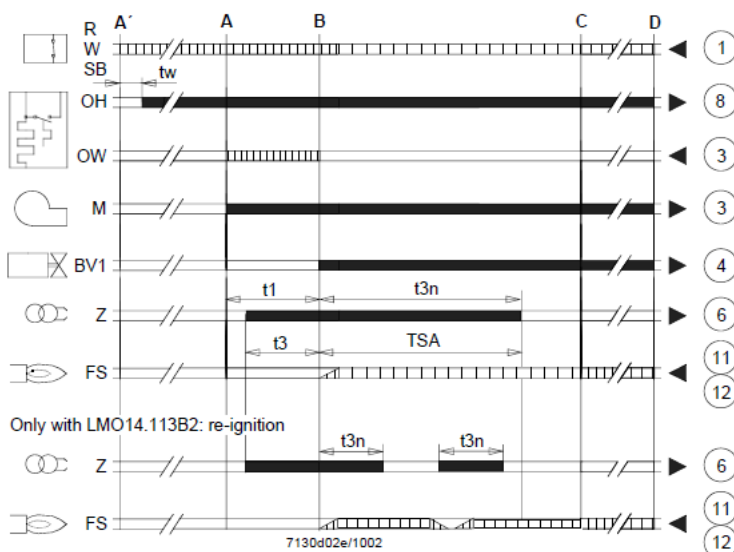 A´ A B C D
R
W 1
SB tw
OH 8
OW 3
M 3
BV1 4
t1 t3n
Z 6
t3 TSA
FS 11
12
Only with LMO14.113B2: re-ignition
t3n t3n
Z 6
FS 11
12
7130d02e/1002